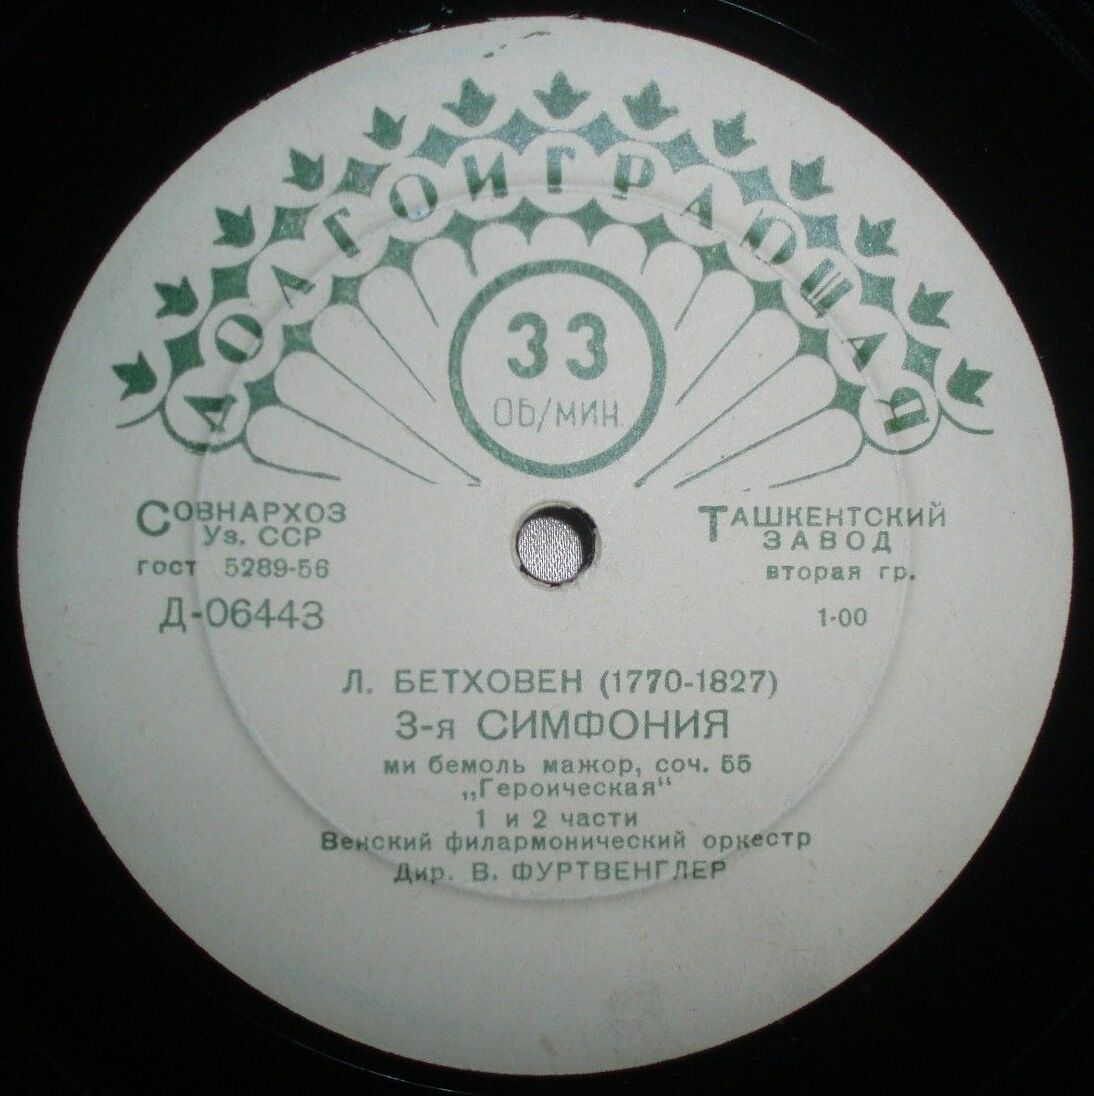 ДОЛГОИГРАЮЩАЯ
33
ОБ/МИН.
СОВНАРХОЗ
Уз. ССР
гост 5289-56
Д-06443
ТАШКЕНТСКИЙ
ЗАВОД
вторая гр.
1-00
Л. БЕТХОВЕН (1770-1827)
3-я СИМФОНИЯ
ми бемоль мажор, соч. 55
„Героическая“
1 и 2 части
Венский филармонический оркестр
Дир. В. ФУРТВЕНГЛЕР